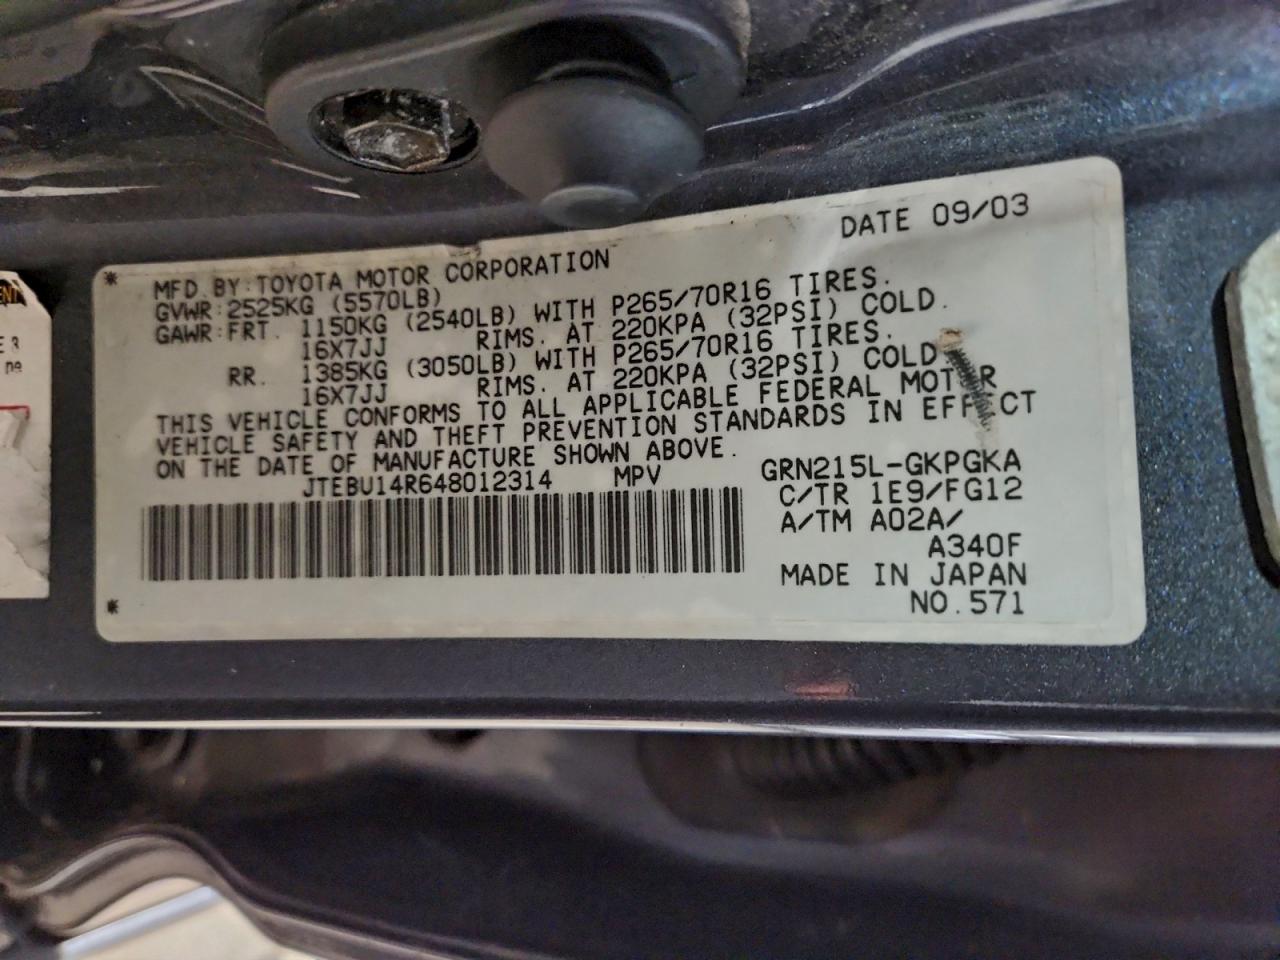 DATE 09/03
* MFD. BY: TOYOTA MOTOR CORPORATION
GVWR: 2525KG (5570LB)
GAWR: FRT. 1150KG (2540LB) WITH P265/70R16 TIRES.
16X7JJ RIMS. AT 220KPA (32PSI) COLD.
RR. 1385KG (3050LB) WITH P265/70R16 TIRES.
16X7JJ RIMS. AT 220KPA (32PSI) COLD
THIS VEHICLE CONFORMS TO ALL APPLICABLE FEDERAL MOTOR
VEHICLE SAFETY AND THEFT PREVENTION STANDARDS IN EFFECT
ON THE DATE OF MANUFACTURE SHOWN ABOVE.
JTEBU14R648012314 MPV
GRN215L-GKPGKA
C/TR 1E9/FG12
A/TM A02A/
A340F
MADE IN JAPAN
* NO. 571